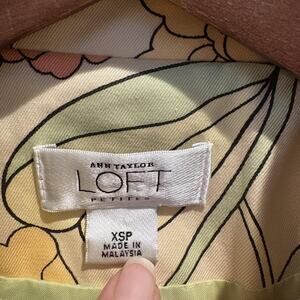 ANN TAYLOR
LOFT
PETITES
XSP
MADE IN
MALAYSIA